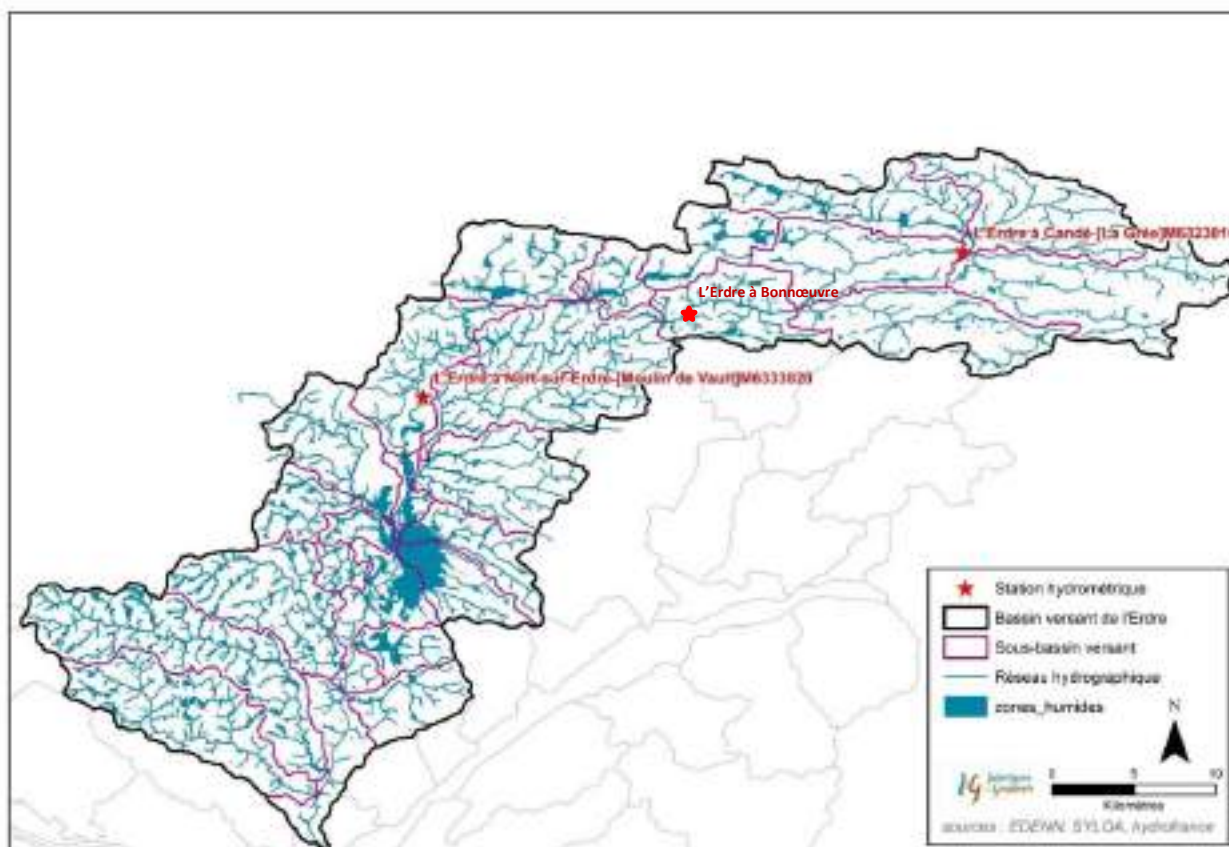 L'Erdre à Candé-[La Grée]M632301
L'Erdre à Bonnœuvre
L'Erdre à Nort-sur-Erdre-[Moulin de Vault]M6333020
Station hydrométrique
Bassin versant de l'Erdre
Sous-bassin versant
Réseau hydrographique
zones_humides
N
0 5 10
Kilomètres
sources : EDENN, SYLOA, hydrofrance